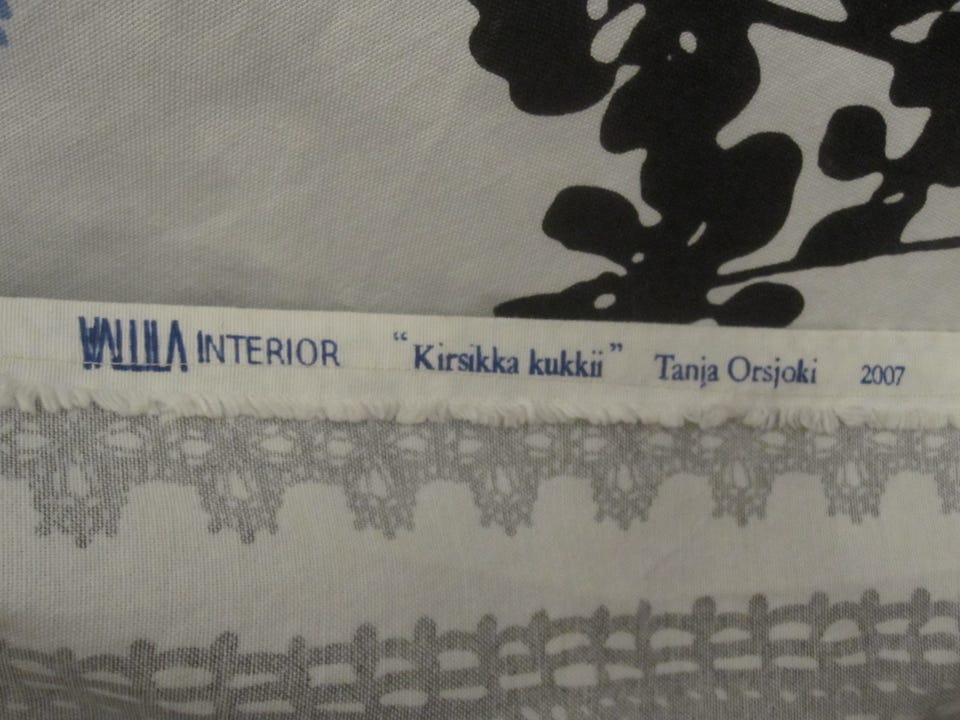 VALLILA INTERIOR “Kirsikka kukkii” Tanja Orsjoki 2007